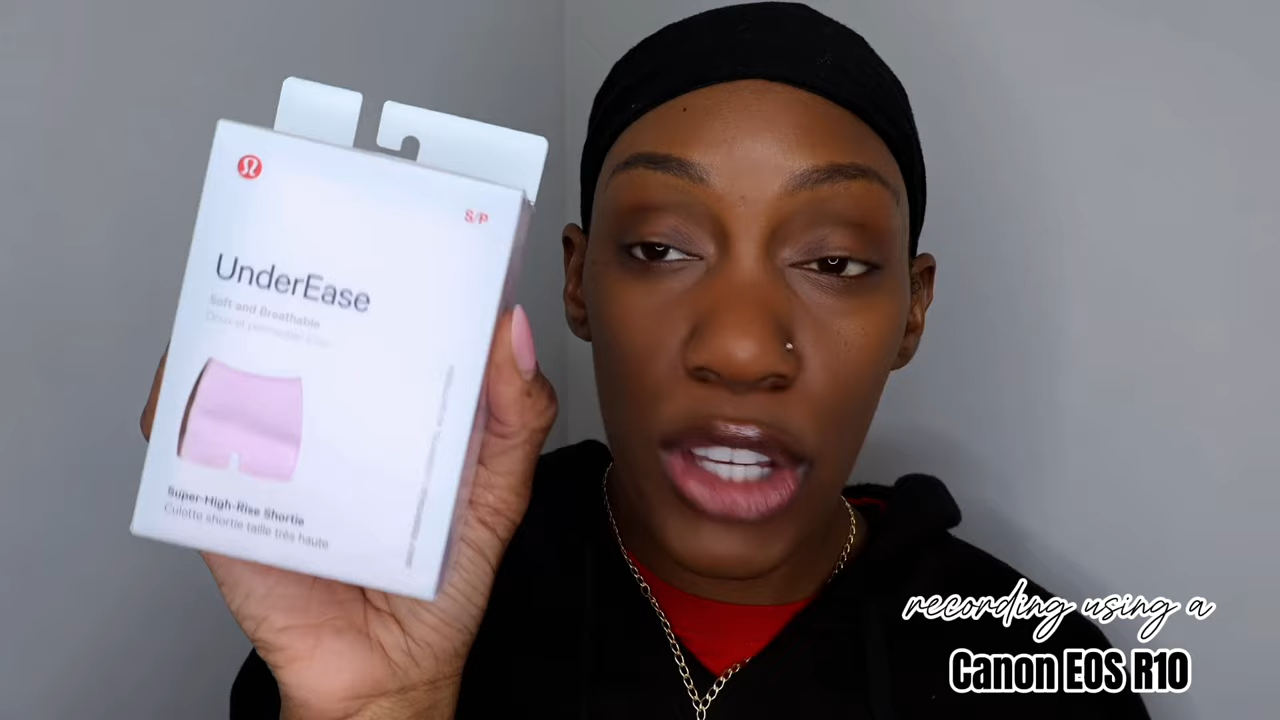 S/P
UnderEase
Soft and Breathable
Super-High-Rise Shortie
Culotte shortie taille très haute
recording using a
Canon EOS R10